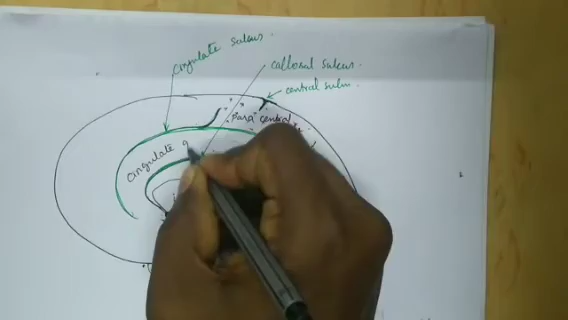 cingulate sulcus.
callosal sulcus.
central sulcus.
Para central
cingulate g